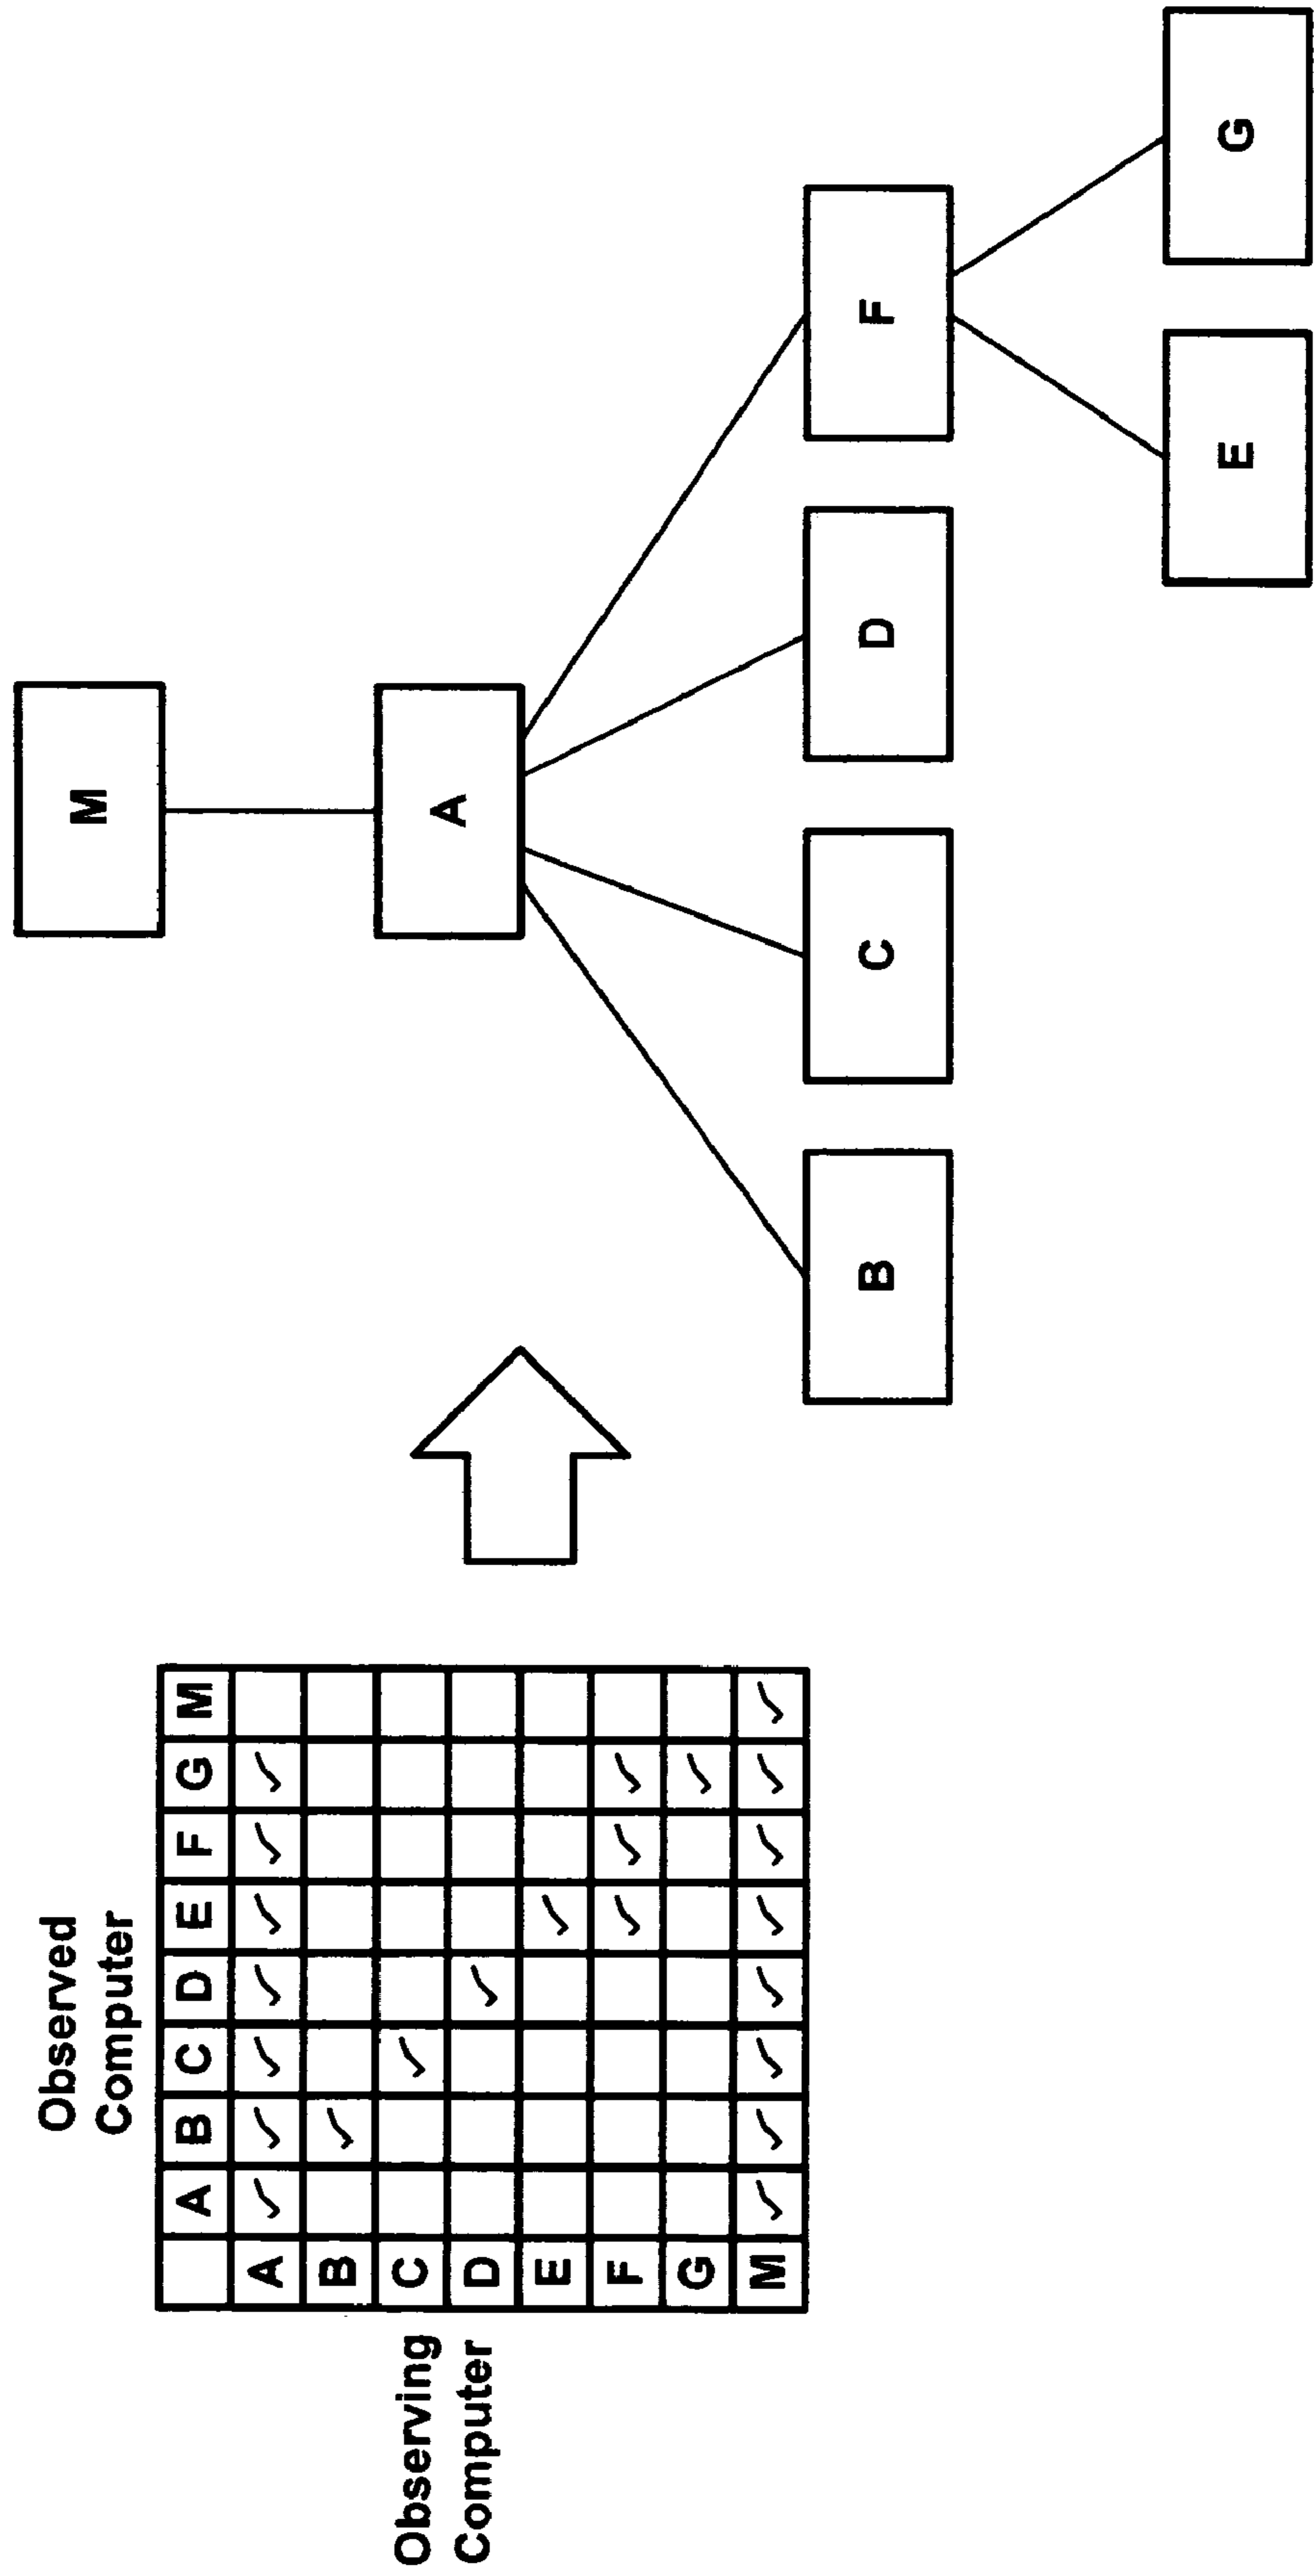 Observed
Computer
A B C D E F G M
A ✓ ✓ ✓ ✓ ✓ ✓ ✓
B ✓
C ✓
D ✓
E ✓
F ✓ ✓ ✓
G ✓
M ✓ ✓ ✓ ✓ ✓ ✓ ✓ ✓
Observing
Computer
M
A
B C D F
E G